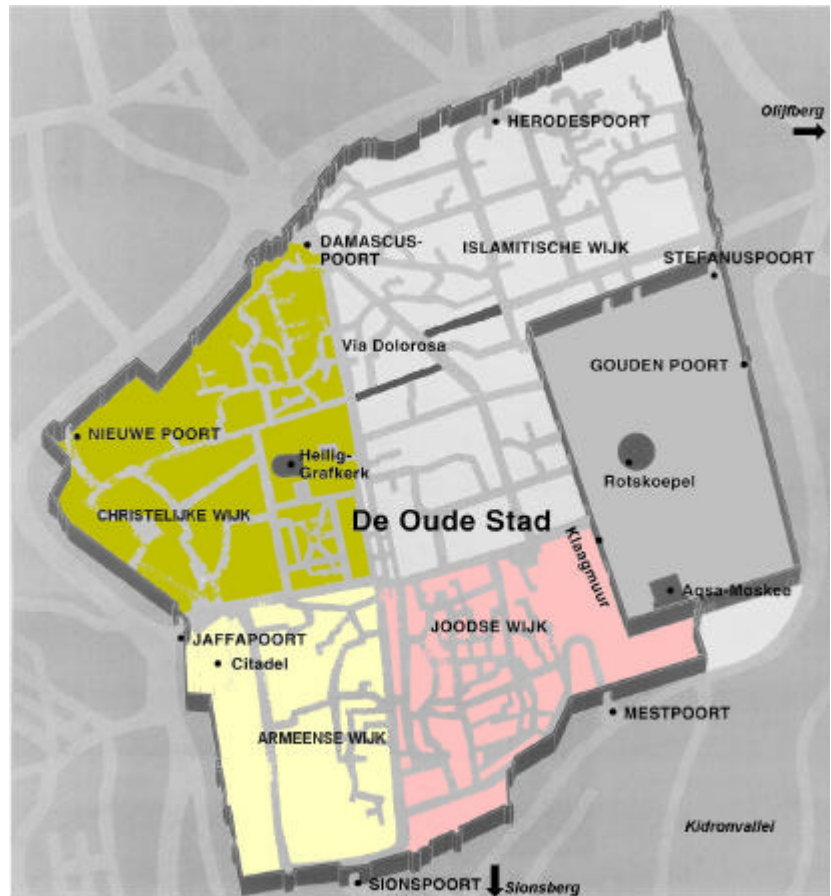 Olijfberg
HERODESPOORT
DAMASCUS-
POORT
ISLAMITISCHE WIJK
STEFANUSPOORT
Via Dolorosa
GOUDEN POORT
NIEUWE POORT
Heilig-
Grafkerk
Rotskoepel
CHRISTELIJKE WIJK
De Oude Stad
Klaagmuur
Aqsa-Moskee
JOODSE WIJK
JAFFAPOORT
Citadel
MESTPOORT
ARMEENSE WIJK
Kidronvallei
SIONSPOORT
Sionsberg